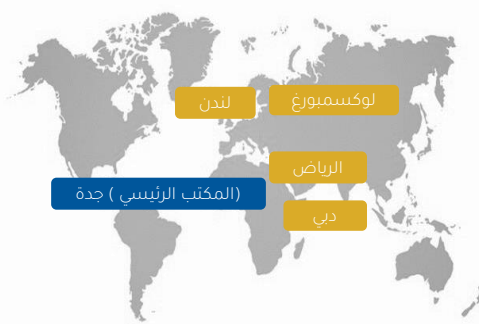 لوكسمبورغ
لندن
الرياض
(المكتب الرئيسي ) جدة
دبي